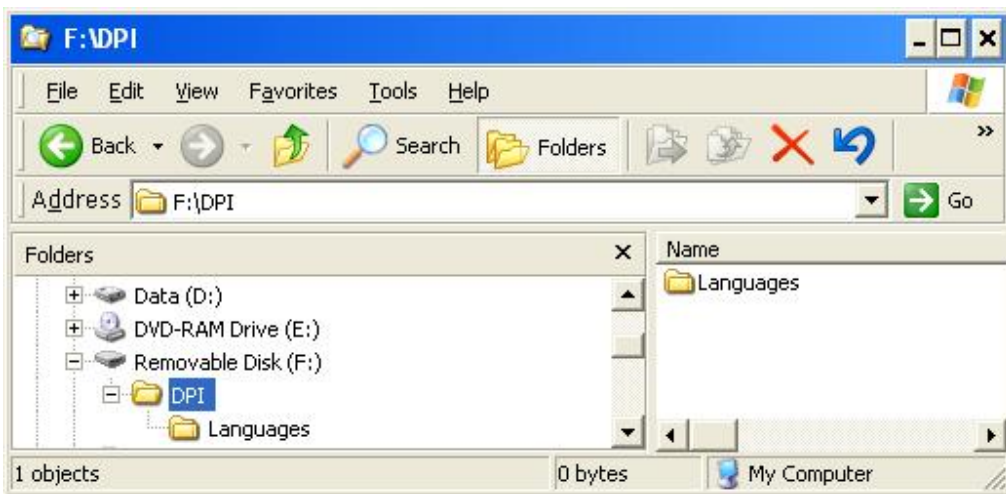 F:\DPI
File Edit View Favorites Tools Help
Back Search Folders »
Address F:\DPI Go
Folders Name
Data (D:) Languages
DVD-RAM Drive (E:)
Removable Disk (F:)
DPI
Languages
1 objects 0 bytes My Computer